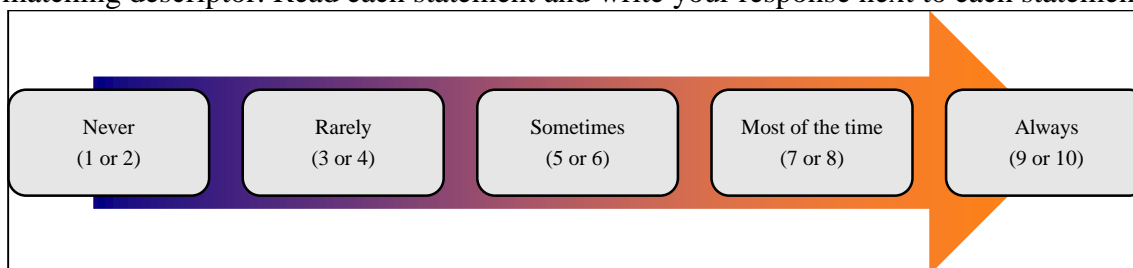 matching descriptor. Read each statement and write your response next to each statement
Never
(1 or 2)
Rarely
(3 or 4)
Sometimes
(5 or 6)
Most of the time
(7 or 8)
Always
(9 or 10)